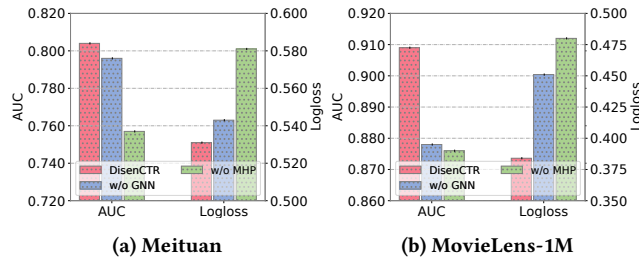 0.820
0.800
0.780
0.760
0.740
0.720
AUC
0.600
0.580
0.560
0.540
0.520
0.500
Logloss
DisenCTR
w/o GNN
w/o MHP
AUC Logloss
(a) Meituan
0.920
0.910
0.900
0.890
0.880
0.870
0.860
AUC
0.500
0.475
0.450
0.425
0.400
0.375
0.350
Logloss
DisenCTR
w/o GNN
w/o MHP
AUC Logloss
(b) MovieLens-1M